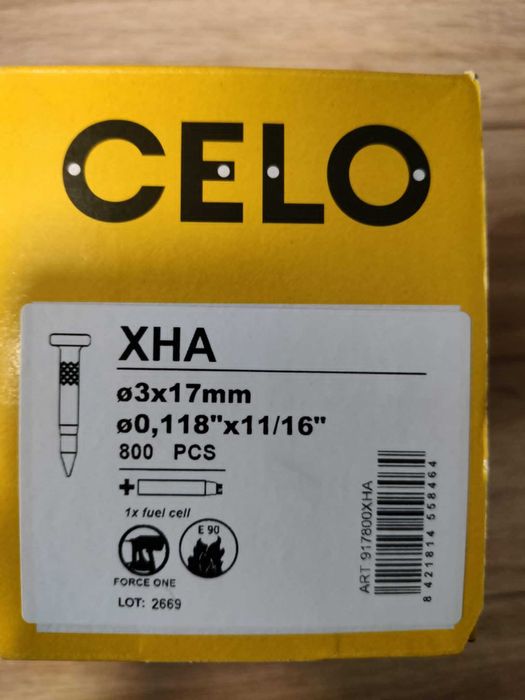 CELO
XHA
ø3x17mm
ø0,118"x11/16"
800 PCS
1x fuel cell
E 90
FORCE ONE
LOT: 2669
ART 917800XHA
8 421814 558464